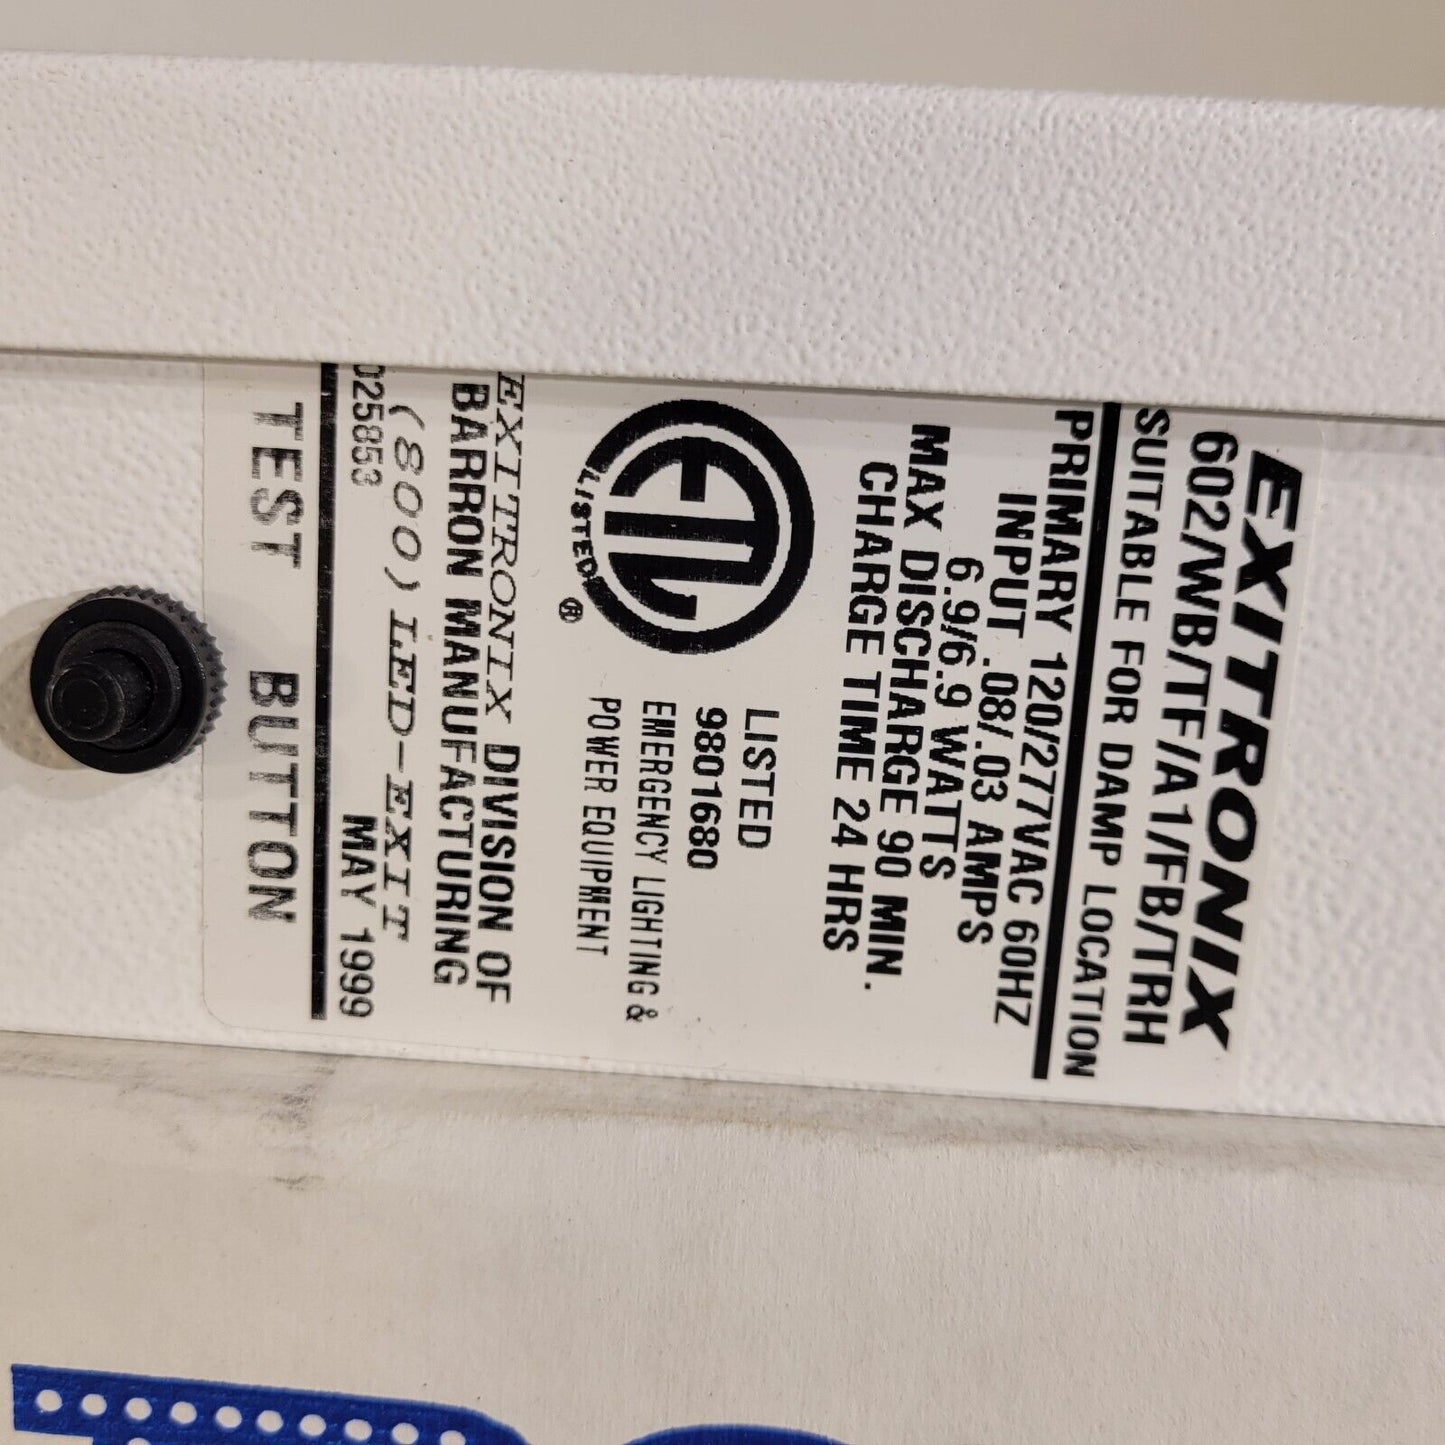 EXITRONIX
602/WB/TF/A1/FB/TRH
SUITABLE FOR DAMP LOCATION
PRIMARY 120/277VAC 60HZ
INPUT .08/.03 AMPS
6.9/6.9 WATTS
MAX DISCHARGE 90 MIN.
CHARGE TIME 24 HRS
ETL
LISTED
®
LISTED
9801680
EMERGENCY LIGHTING &
POWER EQUIPMENT
EXITRONIX DIVISION OF
BARRON MANUFACTURING
(800) LED-EXIT
025853 MAY 1999
TEST BUTTON